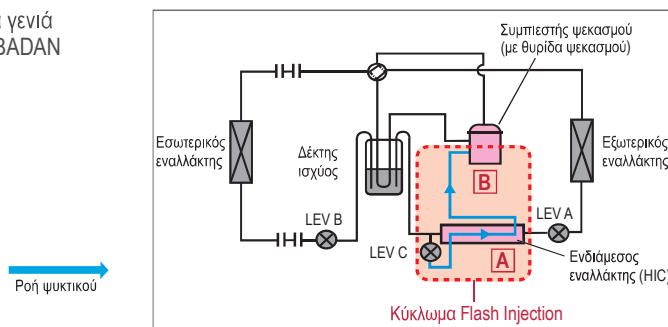 α γενιά
BADAN
Συμπιεστής ψεκασμού
(με θυρίδα ψεκασμού)
Εσωτερικός
εναλλάκτης
Δέκτης
ισχύος
Εξωτερικός
εναλλάκτης
B
LEV B
LEV A
LEV C
A
Ενδιάμεσος
εναλλάκτης (HIC)
Ροή ψυκτικού
Κύκλωμα Flash Injection